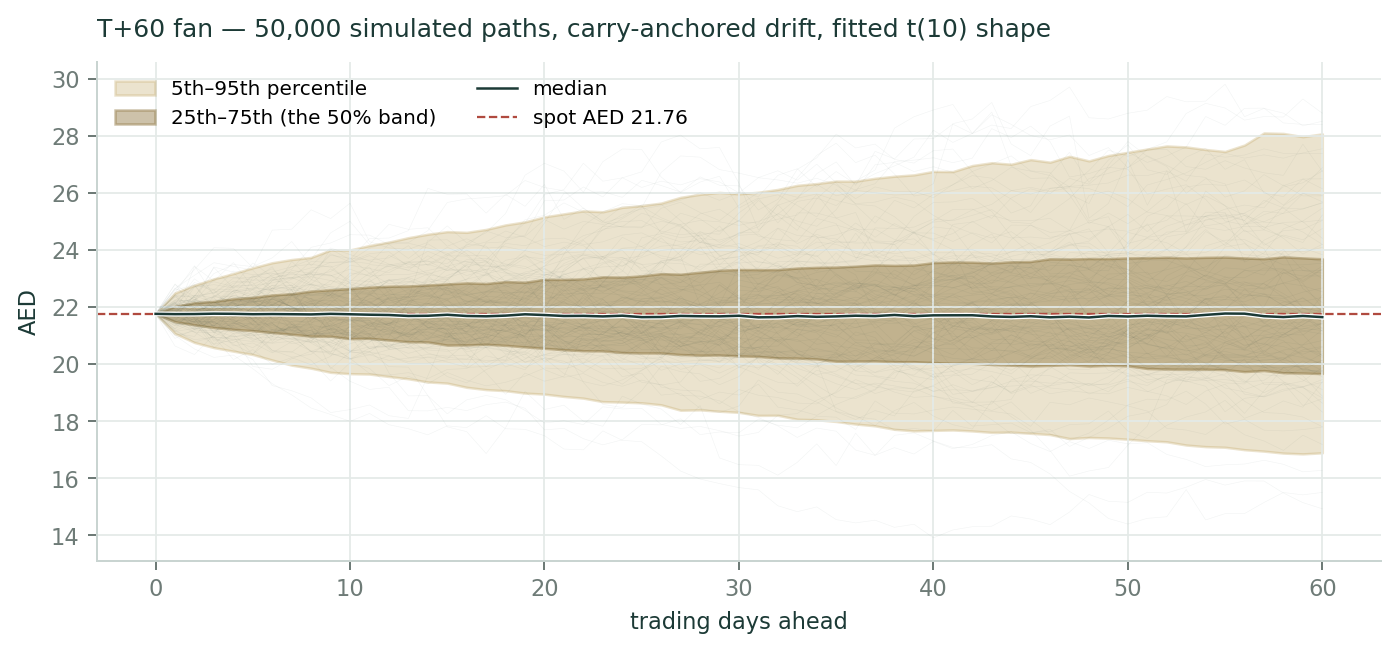 T+60 fan — 50,000 simulated paths, carry-anchored drift, fitted t(10) shape
5th–95th percentile
25th–75th (the 50% band)
median
spot AED 21.76
AED
30
28
26
24
22
20
18
16
14
0 10 20 30 40 50 60
trading days ahead